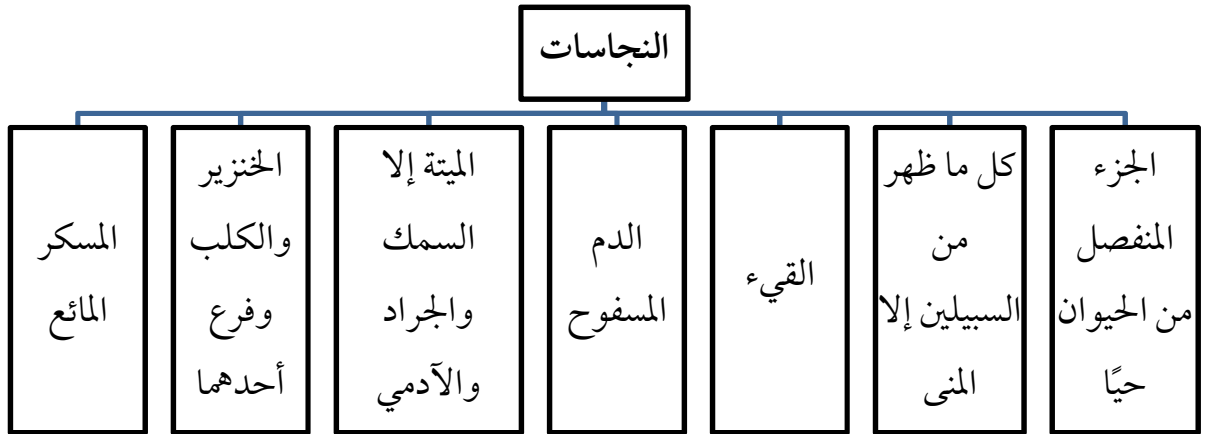 النجاسات
الجزء
المنفصل
من الحيوان
حيًا
كل ما ظهر
من
السبيلين إلا
المنى
القيء
الدم
المسفوح
الميتة إلا
السمك
والجراد
والآدمي
الخنزير
والكلب
وفرع
أحدهما
المسكر
المائع